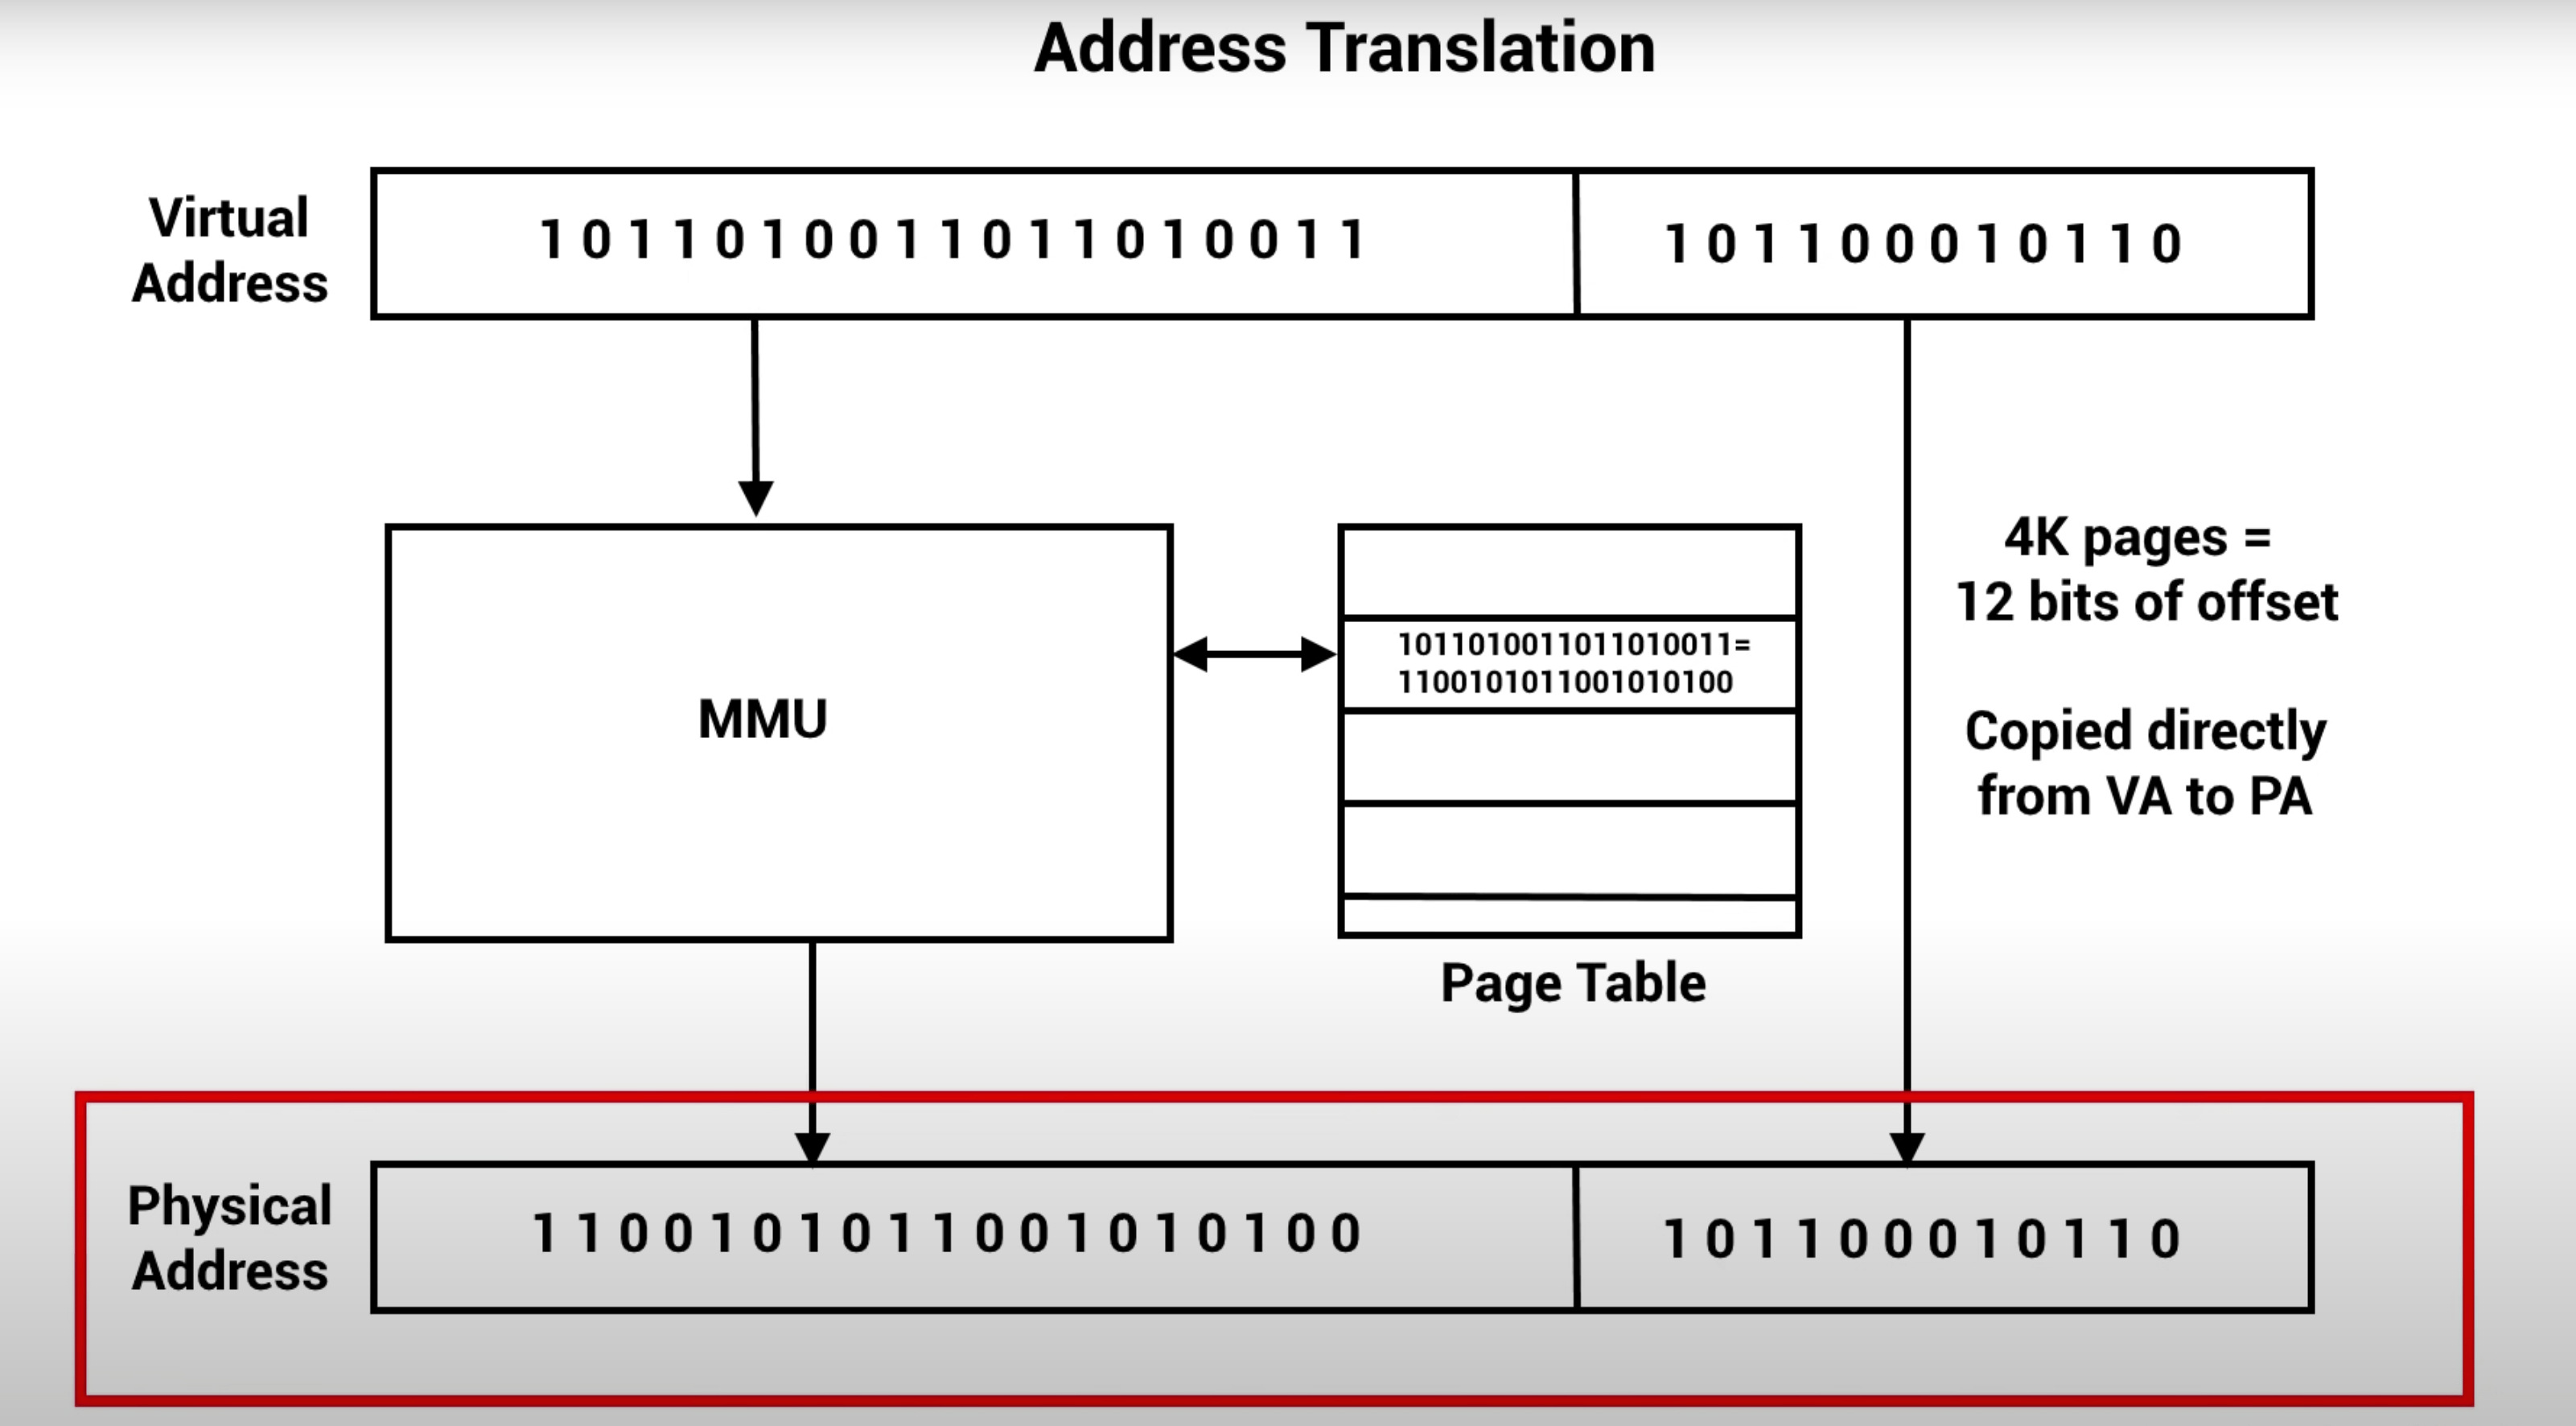 Address Translation
Virtual
Address
1 0 1 1 0 1 0 0 1 1 0 1 1 0 1 0 0 1 1
1 0 1 1 0 0 0 1 0 1 1 0
MMU
1011010011011010011=
1100101011001010100
Page Table
4K pages =
12 bits of offset
Copied directly
from VA to PA
Physical
Address
1 1 0 0 1 0 1 0 1 1 0 0 1 0 1 0 1 0 0
1 0 1 1 0 0 0 1 0 1 1 0